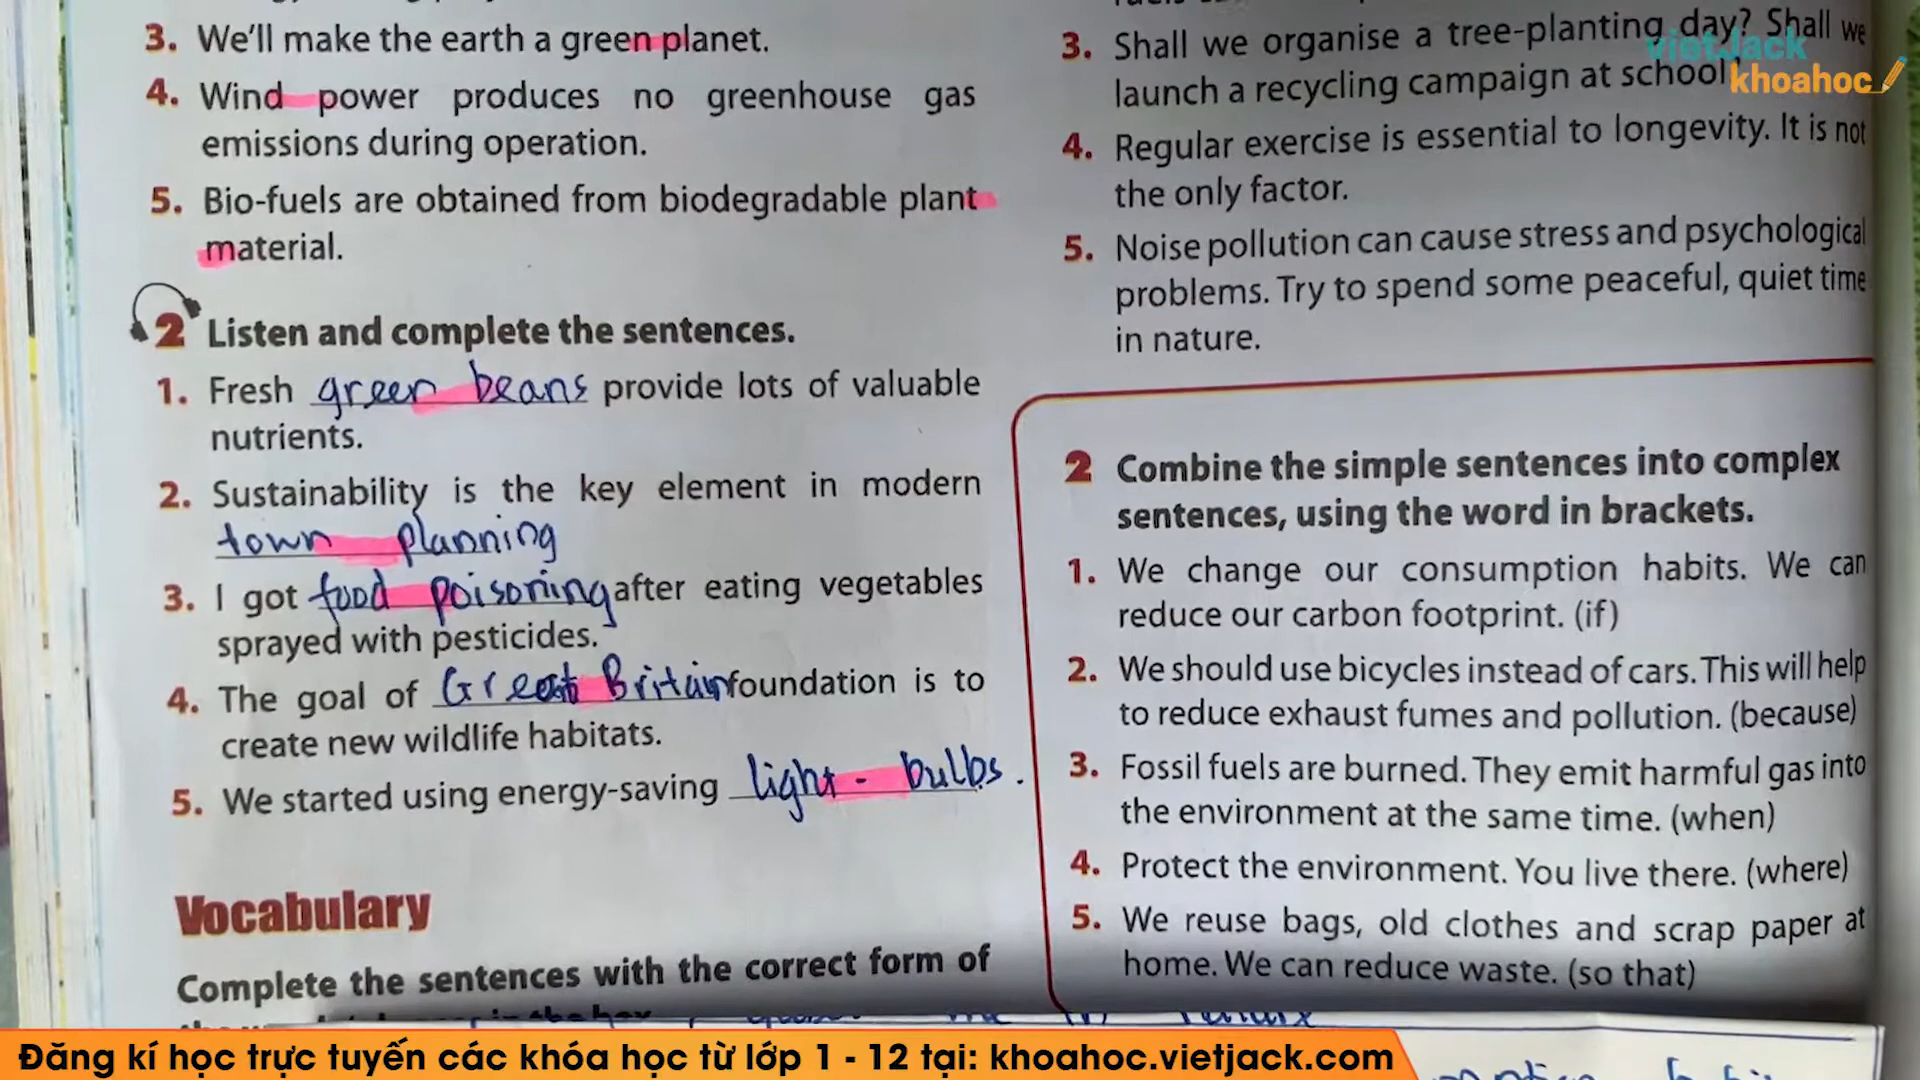 3. We'll make the earth a green planet.
4. Wind power produces no greenhouse gas
emissions during operation.
5. Bio-fuels are obtained from biodegradable plant
material.
2 Listen and complete the sentences.
1. Fresh green beans provide lots of valuable
nutrients.
2. Sustainability is the key element in modern
town planning
3. I got food poisoning after eating vegetables
sprayed with pesticides.
4. The goal of Great Britain foundation is to
create new wildlife habitats.
5. We started using energy-saving light - bulbs.
Vocabulary
Complete the sentences with the correct form of
3. Shall we organise a tree-planting day? Shall we
launch a recycling campaign at school?
4. Regular exercise is essential to longevity. It is not
the only factor.
5. Noise pollution can cause stress and psychological
problems. Try to spend some peaceful, quiet time
in nature.
2 Combine the simple sentences into complex
sentences, using the word in brackets.
1. We change our consumption habits. We can
reduce our carbon footprint. (if)
2. We should use bicycles instead of cars. This will help
to reduce exhaust fumes and pollution. (because)
3. Fossil fuels are burned. They emit harmful gas into
the environment at the same time. (when)
4. Protect the environment. You live there. (where)
5. We reuse bags, old clothes and scrap paper at
home. We can reduce waste. (so that)
vietJack
khoahoc
Đăng kí học trực tuyến các khóa học từ lớp 1 - 12 tại: khoahoc.vietjack.com